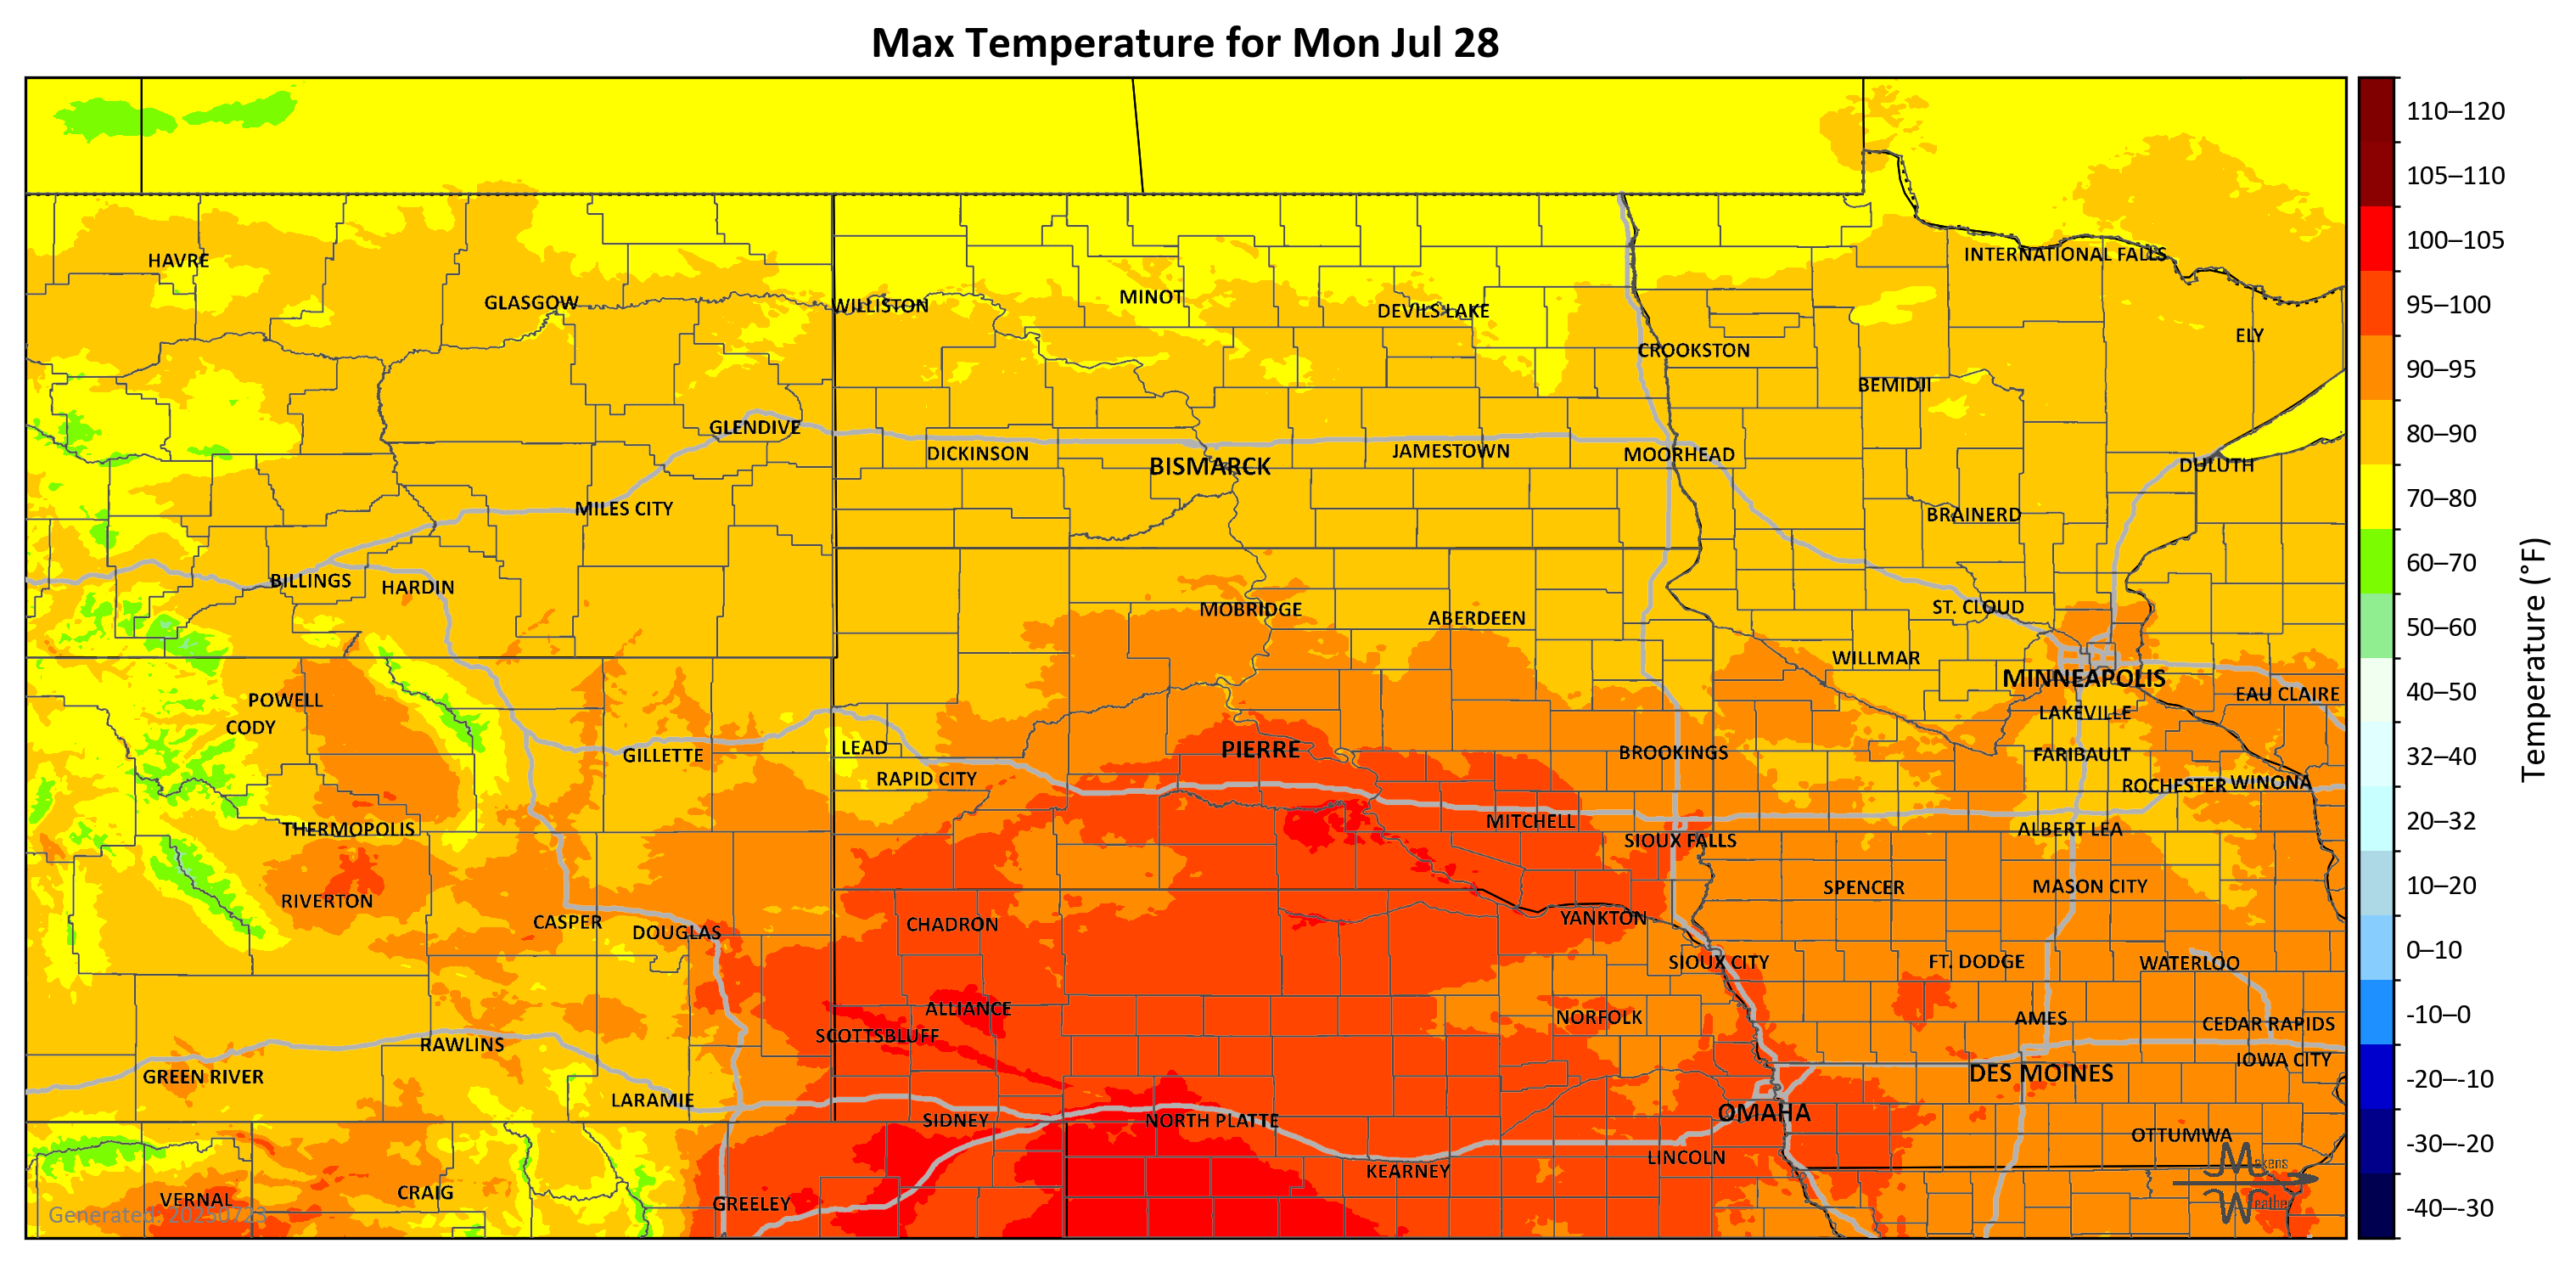 Max Temperature for Mon Jul 28
110–120
105–110
100–105
95–100
90–95
80–90
70–80
60–70
50–60
40–50
32–40
20–32
10–20
0–10
-10–0
-20–-10
-30–-20
-40–-30
Temperature (°F)
HAVRE
GLASGOW
WILLISTON
MINOT
DEVILS LAKE
INTERNATIONAL FALLS
ELY
CROOKSTON
BEMIDJI
GLENDIVE
DICKINSON
BISMARCK
JAMESTOWN
MOORHEAD
DULUTH
MILES CITY
BRAINERD
BILLINGS
HARDIN
MOBRIDGE
ABERDEEN
ST. CLOUD
WILLMAR
MINNEAPOLIS
EAU CLAIRE
POWELL
CODY
LAKEVILLE
GILLETTE
LEAD
PIERRE
BROOKINGS
FARIBAULT
RAPID CITY
ROCHESTER
WINONA
THERMOPOLIS
MITCHELL
SIOUX FALLS
ALBERT LEA
RIVERTON
SPENCER
MASON CITY
CASPER
DOUGLAS
CHADRON
YANKTON
SIOUX CITY
FT. DODGE
WATERLOO
ALLIANCE
NORFOLK
AMES
CEDAR RAPIDS
SCOTTSBLUFF
RAWLINS
IOWA CITY
GREEN RIVER
DES MOINES
LARAMIE
SIDNEY
NORTH PLATTE
OMAHA
OTTUMWA
KEARNEY
LINCOLN
VERNAL
CRAIG
GREELEY
Generated: 20250723
Makens
Weather